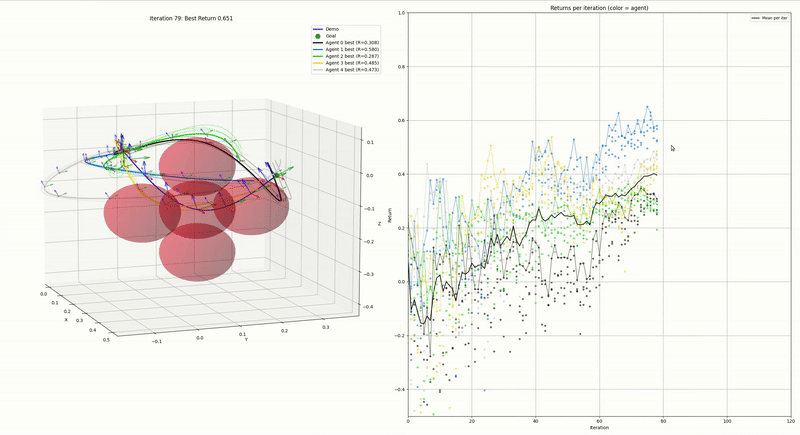 Iteration 79: Best Return 0.651
Demo
Goal
Agent 0 best (R=0.308)
Agent 1 best (R=0.580)
Agent 2 best (R=0.287)
Agent 3 best (R=0.485)
Agent 4 best (R=0.473)
0.1
0.0
−0.1
−0.2
−0.3
−0.4
Z
0.0
0.1
0.2
0.3
0.4
0.5
X
−0.1
0.0
0.1
0.2
0.3
Y
Returns per iteration (color = agent)
Mean per iter
1.0
0.8
0.6
0.4
0.2
0.0
−0.2
−0.4
Return
0
20
40
60
80
100
120
Iteration